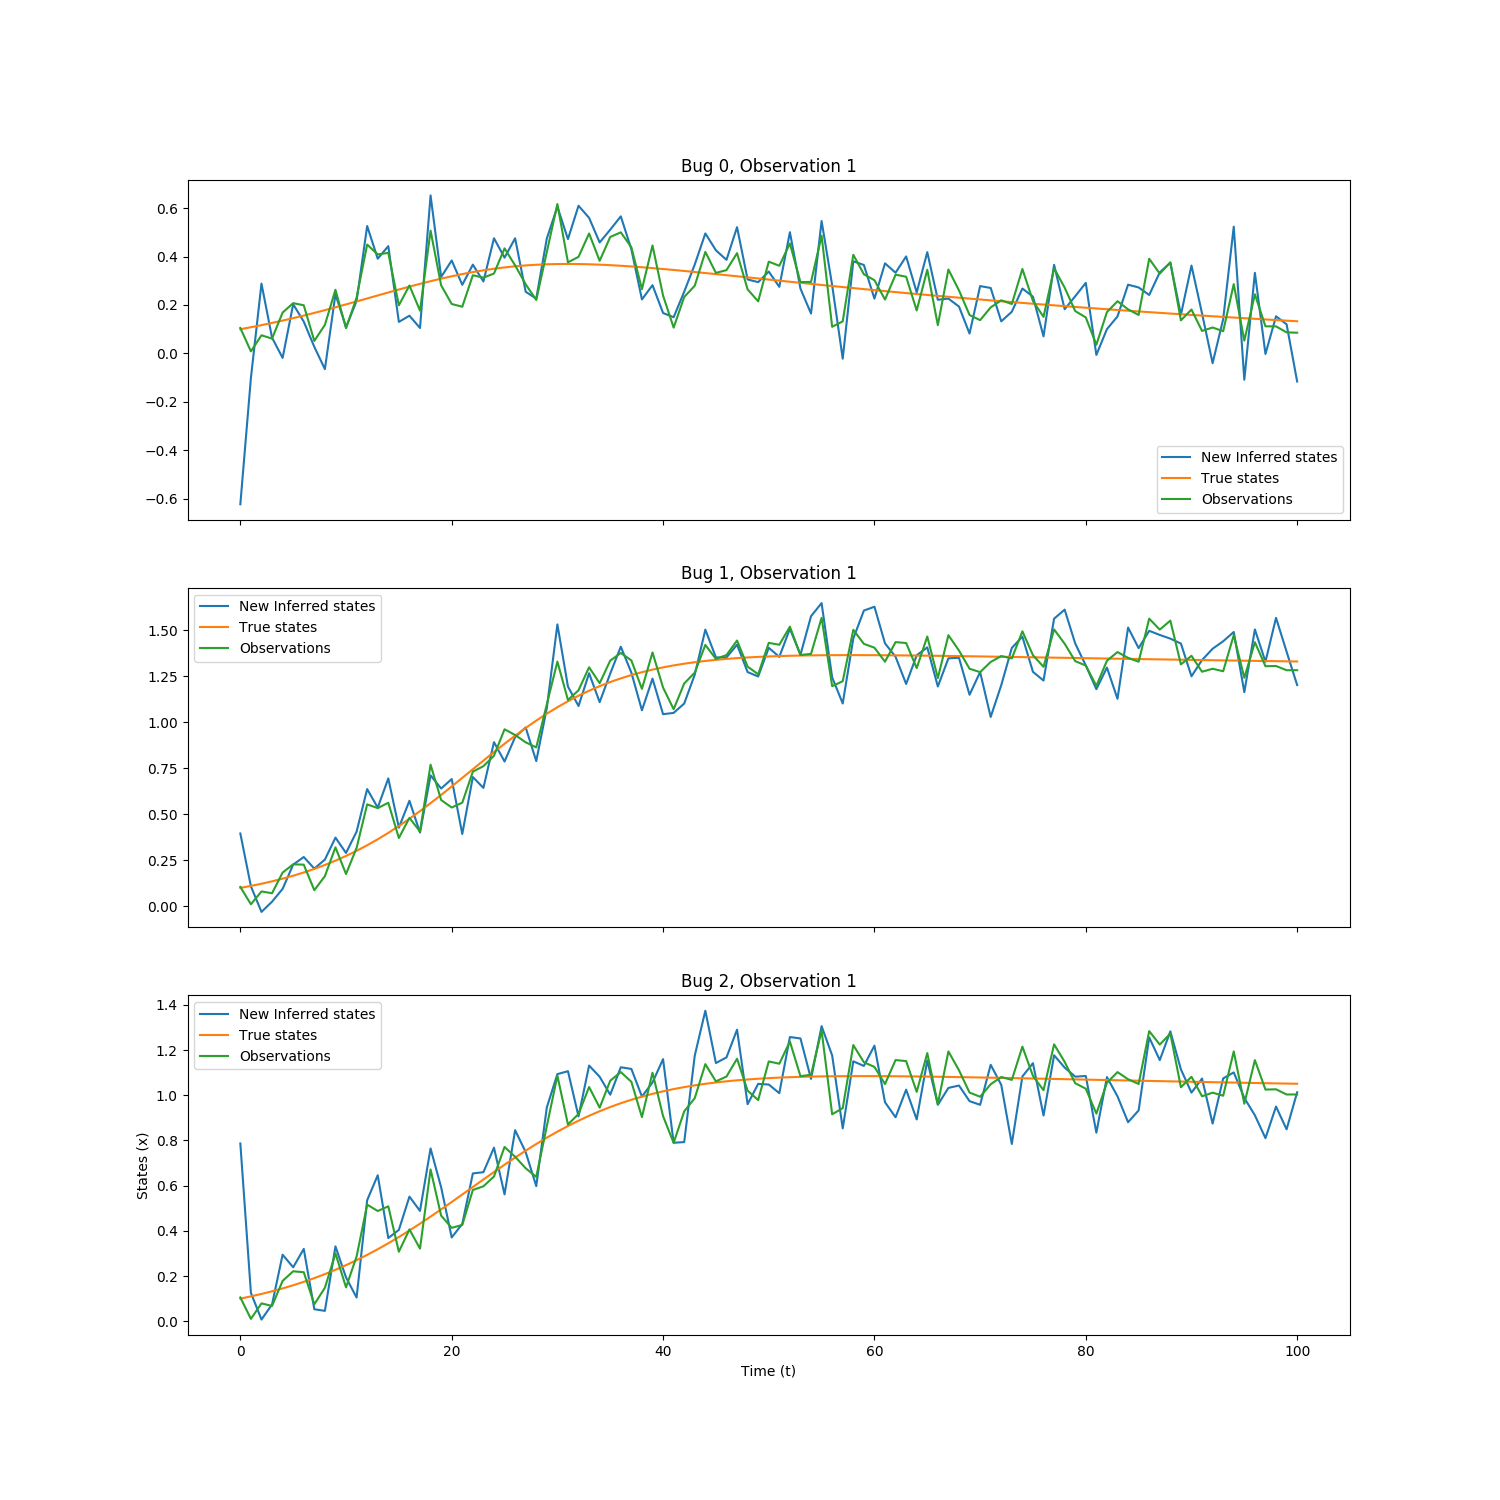 Bug 0, Observation 1
0.6
0.4
0.2
0.0
−0.2
−0.4
−0.6
New Inferred states
True states
Observations
Bug 1, Observation 1
1.50
1.25
1.00
0.75
0.50
0.25
0.00
New Inferred states
True states
Observations
Bug 2, Observation 1
1.4
1.2
1.0
0.8
0.6
0.4
0.2
0.0
New Inferred states
True states
Observations
States (x)
0 20 40 60 80 100
Time (t)